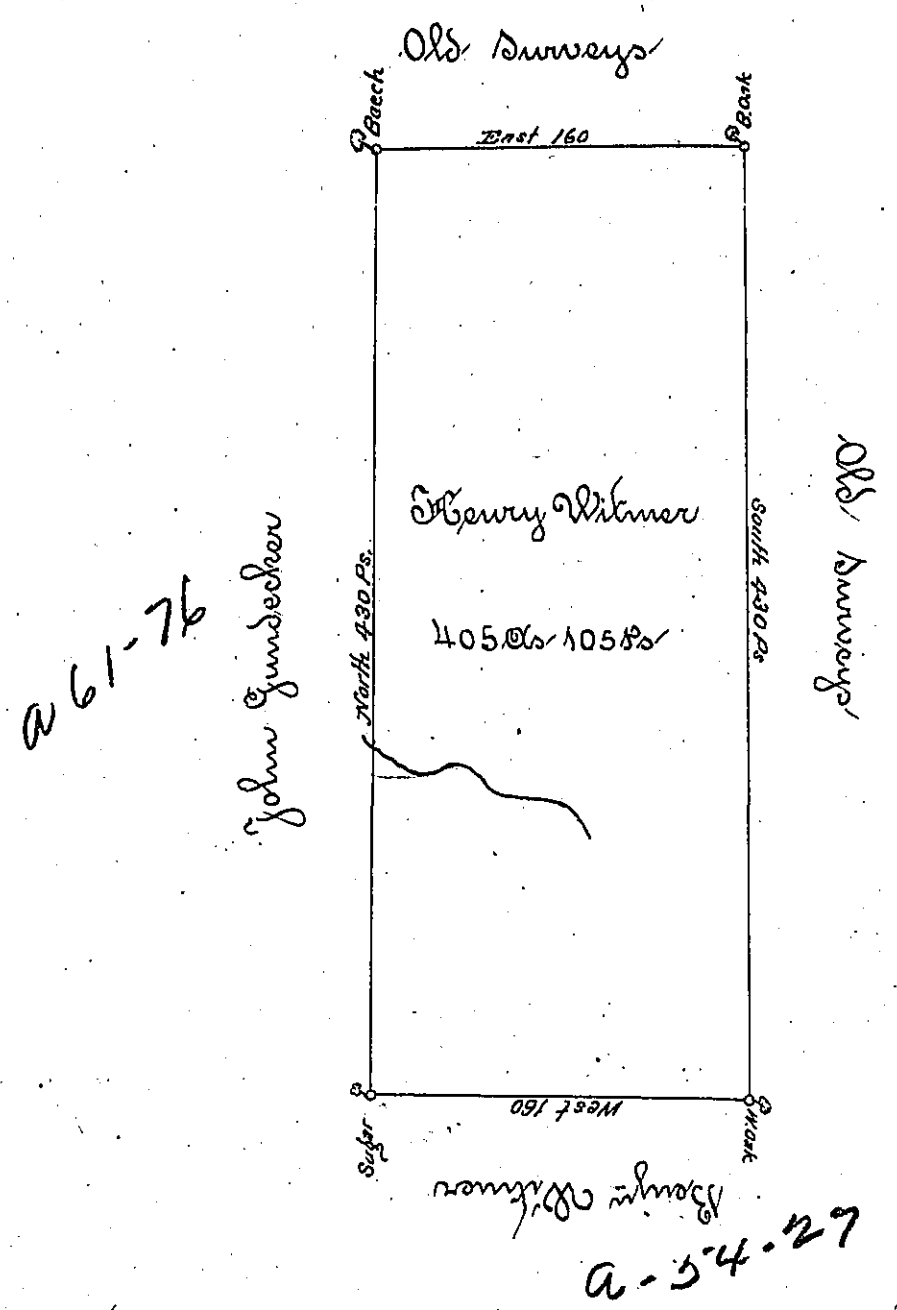 Old Surveys
Beech
B.oak
East 160
Henry Witmer
405 As 105 Ps
North 430 Ps.
South 430 Ps
Old Surveys
John Gundecker
a 61-76
West 160
Sugar
W.oak
Benjn Witmer
a-54-27